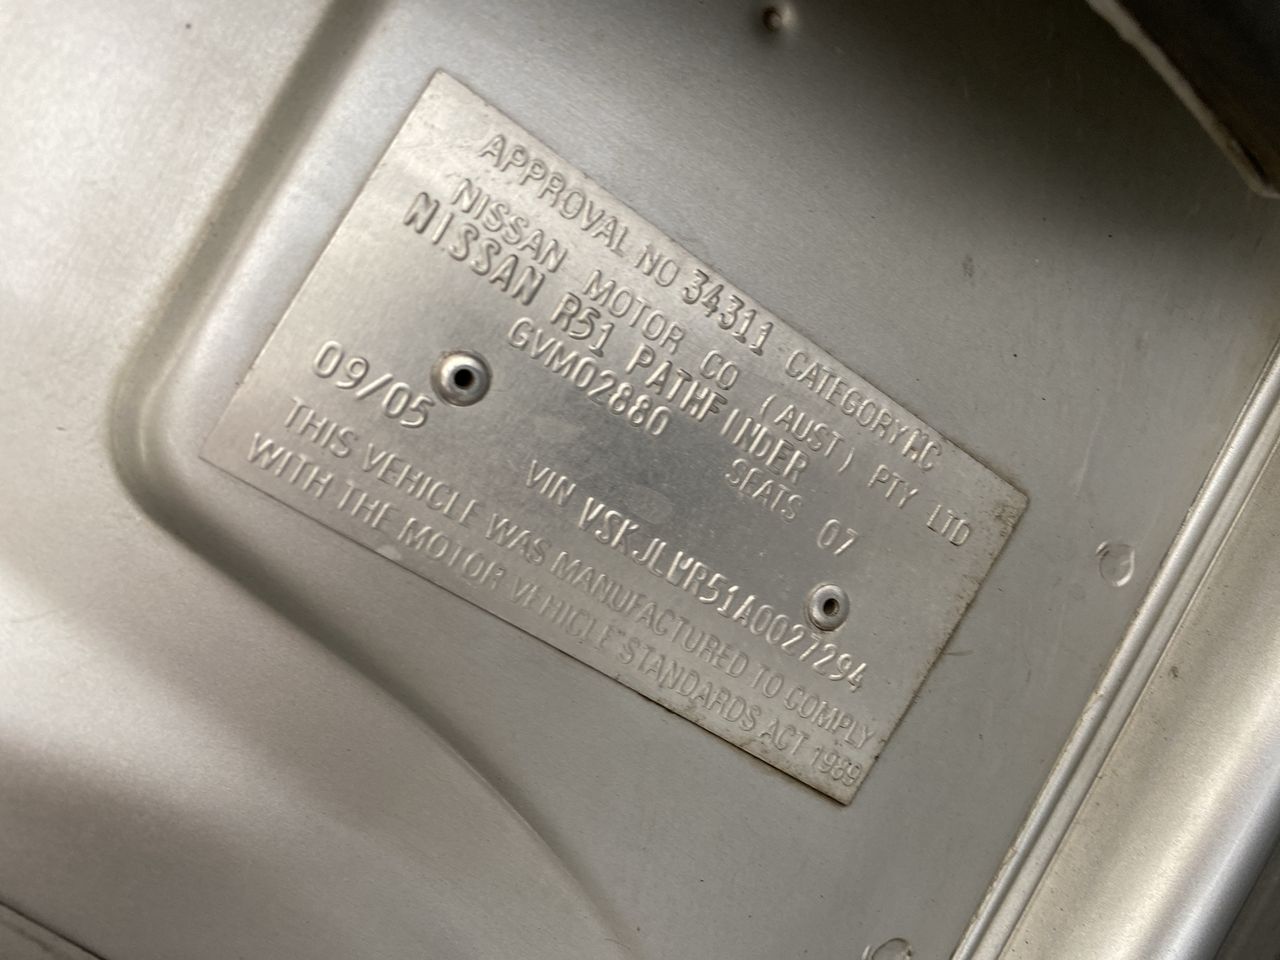 APPROVAL NO 34311 CATEGORY MC
NISSAN MOTOR CO (AUST) PTY LTD
NISSAN R51 PATHFINDER
GVM02880 SEATS 07
09/05
VIN VSKJLWR51A0027294
THIS VEHICLE WAS MANUFACTURED TO COMPLY
WITH THE MOTOR VEHICLE STANDARDS ACT 1989